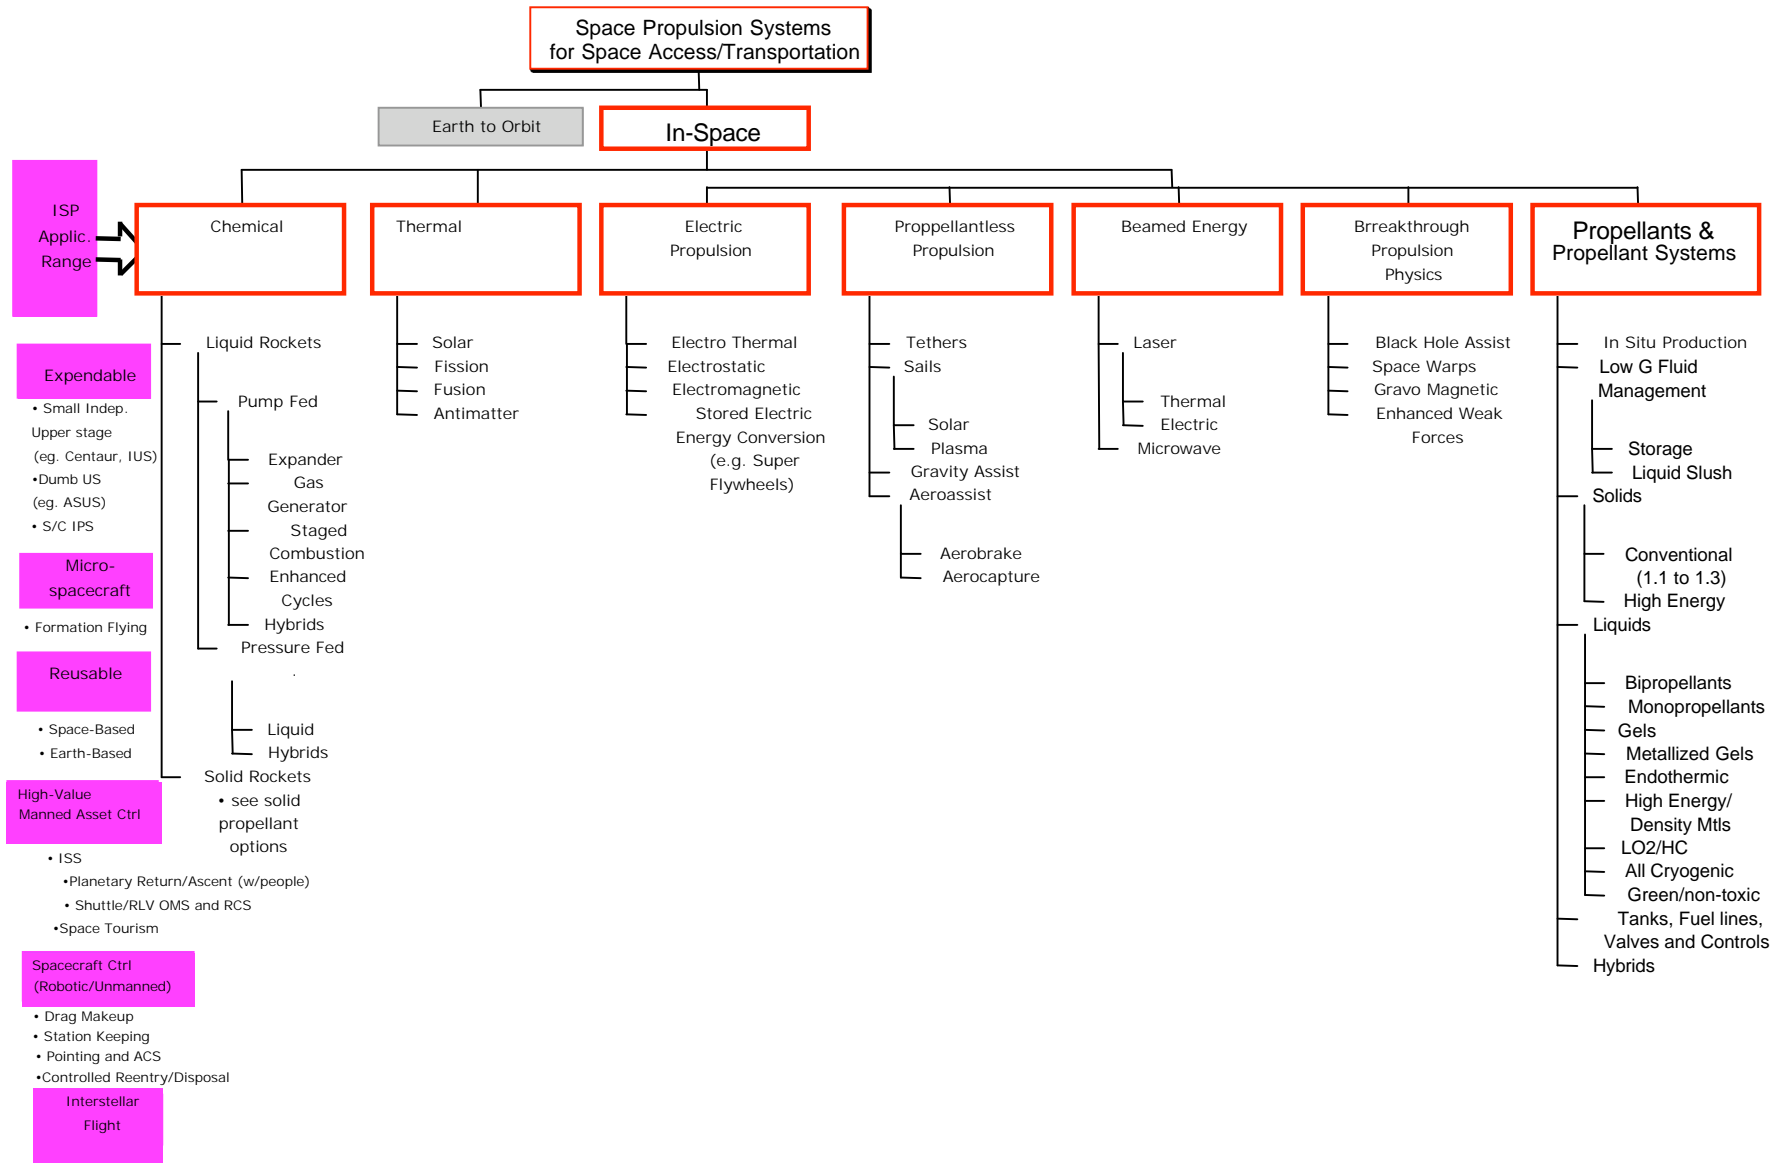 Space Propulsion Systems
for Space Access/Transportation
Earth to Orbit
In-Space
ISP
Applic.
Range
Chemical
Thermal
Electric
Propulsion
Proppellantless
Propulsion
Beamed Energy
Brreakthrough
Propulsion
Physics
Propellants &
Propellant Systems
Expendable
• Small Indep.
Upper stage
(eg. Centaur, IUS)
•Dumb US
(eg. ASUS)
• S/C IPS
Micro-
spacecraft
• Formation Flying
Reusable
• Space-Based
• Earth-Based
High-Value
Manned Asset Ctrl
• ISS
•Planetary Return/Ascent (w/people)
• Shuttle/RLV OMS and RCS
•Space Tourism
Spacecraft Ctrl
(Robotic/Unmanned)
• Drag Makeup
• Station Keeping
• Pointing and ACS
•Controlled Reentry/Disposal
Interstellar
Flight
Liquid Rockets
Pump Fed
Expander
Gas
Generator
Staged
Combustion
Enhanced
Cycles
Hybrids
Pressure Fed
.
Liquid
Hybrids
Solid Rockets
• see solid
propellant
options
Solar
Fission
Fusion
Antimatter
Electro Thermal
Electrostatic
Electromagnetic
Stored Electric
Energy Conversion
(e.g. Super
Flywheels)
Tethers
Sails
Solar
Plasma
Gravity Assist
Aeroassist
Aerobrake
Aerocapture
Laser
Thermal
Electric
Microwave
Black Hole Assist
Space Warps
Gravo Magnetic
Enhanced Weak
Forces
In Situ Production
Low G Fluid
Management
Storage
Liquid Slush
Solids
Conventional
(1.1 to 1.3)
High Energy
Liquids
Bipropellants
Monopropellants
Gels
Metallized Gels
Endothermic
High Energy/
Density Mtls
LO2/HC
All Cryogenic
Green/non-toxic
Tanks, Fuel lines,
Valves and Controls
Hybrids